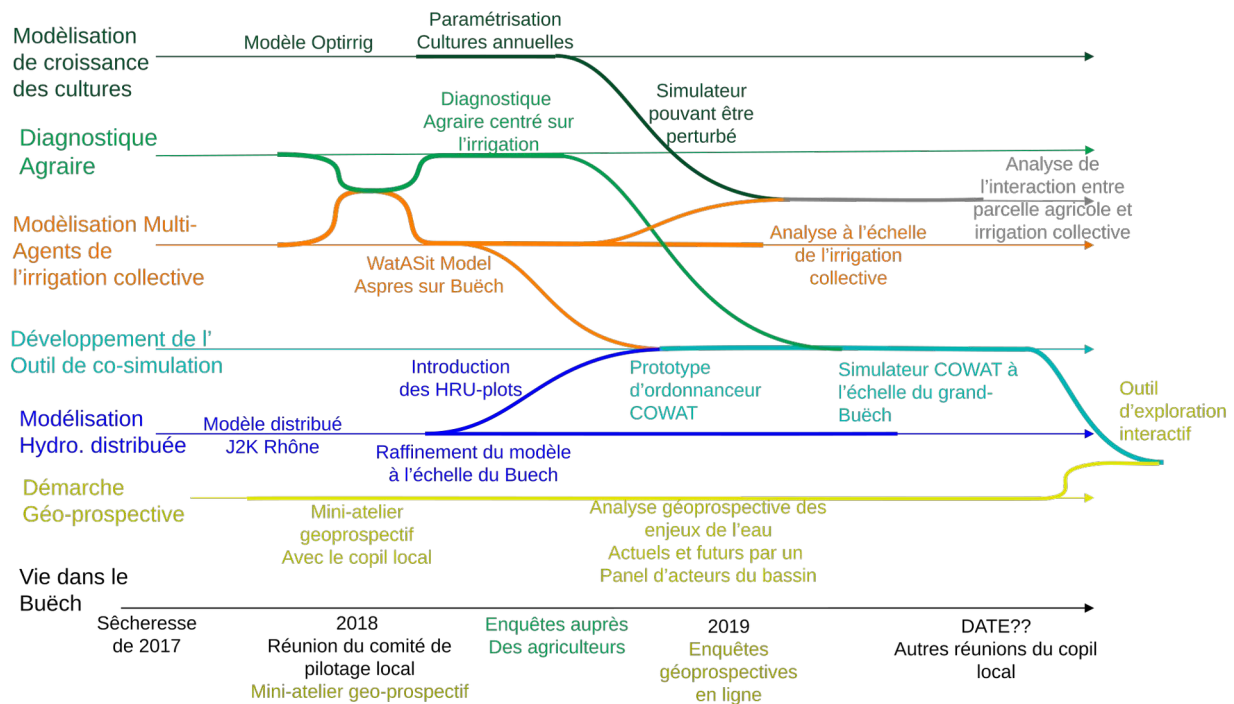 Modèlisation
de croissance
des cultures
Modèle Optirrig
Paramétrisation
Cultures annuelles
Simulateur
pouvant être
perturbé
Diagnostique
Agraire
Diagnostique
Agraire centré sur
l'irrigation
Analyse de
l'interaction entre
parcelle agricole et
irrigation collective
Modèlisation Multi-
Agents de
l'irrigation collective
WatASit Model
Aspres sur Buëch
Analyse à l'échelle
de l'irrigation
collective
Développement de l'
Outil de co-simulation
Introduction
des HRU-plots
Prototype
d'ordonnanceur
COWAT
Simulateur COWAT à
l'échelle du grand-
Buëch
Outil
d'exploration
interactif
Modélisation
Hydro. distribuée
Modèle distribué
J2K Rhône
Raffinement du modèle
à l'échelle du Buech
Démarche
Géo-prospective
Mini-atelier
geoprospectif
Avec le copil local
Analyse géoprospective des
enjeux de l'eau
Actuels et futurs par un
Panel d'acteurs du bassin
Vie dans le
Buëch
Sêcheresse
de 2017
2018
Réunion du comité de
pilotage local
Mini-atelier geo-prospectif
Enquêtes auprès
Des agriculteurs
2019
Enquêtes
géoprospectives
en ligne
DATE??
Autres réunions du copil
local